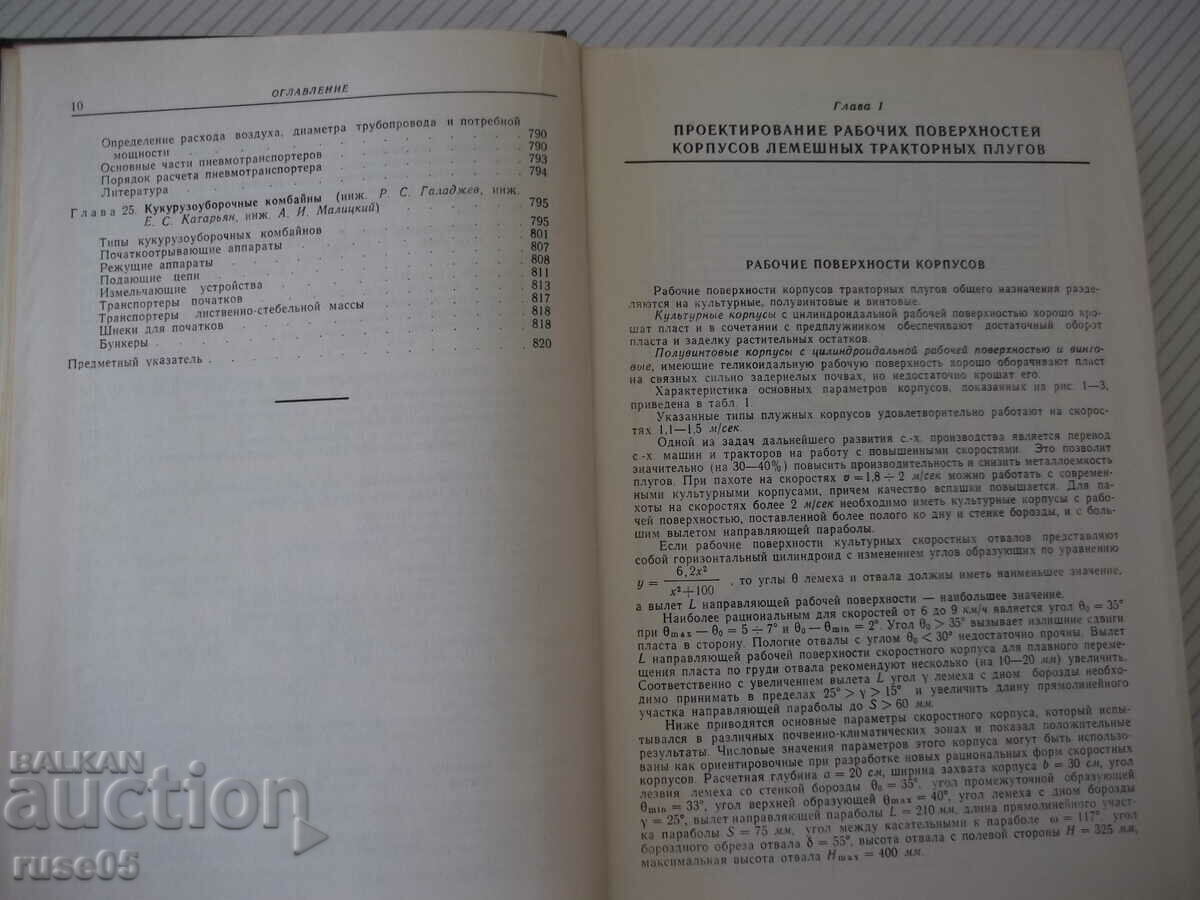 10
ОГЛАВЛЕНИЕ
Определение расхода воздуха, диаметра трубопровода и потребной
мощности . . . . . . . . . . 790
Основные части пневмотранспортеров . . . . . . 790
Порядок расчета пневмотранспортера . . . . . . 793
Литература . . . . . . . . . . 794
Глава 25. Кукурузоуборочные комбайны (инж. Р. С. Галаджев, инж.
Е. С. Кагарьян, инж. А. И. Малицкий) . . . . . 795
Типы кукурузоуборочных комбайнов . . . . . . 795
Початкоотрывающие аппараты . . . . . . . 801
Режущие аппараты . . . . . . . . . 807
Подающие цепи . . . . . . . . . 808
Измельчающие устройства . . . . . . . . 811
Транспортеры початков . . . . . . . . 813
Транспортеры лиственно-стебельной массы . . . . . 817
Шнеки для початков . . . . . . . . . 818
Бункеры . . . . . . . . . . . 818
Предметный указатель . . . . . . . . . 820
Глава 1
ПРОЕКТИРОВАНИЕ РАБОЧИХ ПОВЕРХНОСТЕЙ
КОРПУСОВ ЛЕМЕШНЫХ ТРАКТОРНЫХ ПЛУГОВ
РАБОЧИЕ ПОВЕРХНОСТИ КОРПУСОВ
Рабочие поверхности корпусов тракторных плугов общего назначения разде-
ляются на культурные, полувинтовые и винтовые.
Культурные корпусы с цилиндроидальной рабочей поверхностью хорошо кро-
шат пласт и в сочетании с предплужником обеспечивают достаточный оборот
пласта и заделку растительных остатков.
Полувинтовые корпусы с цилиндроидальной рабочей поверхностью и винто-
вые, имеющие геликоидальную рабочую поверхность хорошо оборачивают пласт
на связных сильно задернелых почвах, но недостаточно крошат его.
Характеристика основных параметров корпусов, показанных на рис. 1—3,
приведена в табл. 1.
Указанные типы плужных корпусов удовлетворительно работают на скорос-
тях 1,1—1,5 м/сек.
Одной из задач дальнейшего развития с.-х. производства является перевод
с.-х. машин и тракторов на работу с повышенными скоростями. Это позволит
значительно (на 30—40%) повысить производительность и снизить металлоемкость
плугов. При пахоте на скоростях v = 1,8 ÷ 2 м/сек можно работать с современ-
ными культурными корпусами, причем качество вспашки повышается. Для па-
хоты на скоростях более 2 м/сек необходимо иметь культурные корпусы с рабо-
чей поверхностью, поставленной более полого ко дну и стенке борозды, и с боль-
шим вылетом направляющей параболы.
Если рабочие поверхности культурных скоростных отвалов представляют
собой горизонтальный цилиндроид с изменением углов образующих по уравнению
y = 6,2x² / x²+100 , то углы θ лемеха и отвала должны иметь наименьшее значение,
а вылет L направляющей рабочей поверхности — наибольшее значение.
Наиболее рациональным для скоростей от 6 до 9 км/ч является угол θ₀ = 35°
при θmax — θ₀ = 5 ÷ 7° и θ₀ — θmin = 2°. Угол θ₀ > 35° вызывает излишние сдвиги
пласта в сторону. Пологие отвалы с углом θ₀ < 30° недостаточно прочны. Вылет
L направляющей рабочей поверхности скоростного корпуса для плавного переме-
щения пласта по груди отвала рекомендуют несколько (на 10—20 мм) увеличить.
Соответственно с увеличением вылета L угол γ лемеха с дном борозды необхо-
димо принимать в пределах 25° > γ > 15° и увеличить длину прямолинейного
участка направляющей параболы до S > 60 мм.
Ниже приводятся основные параметры скоростного корпуса, который испы-
тывался в различных почвенно-климатических зонах и показал положительные
результаты. Числовые значения параметров этого корпуса могут быть использо-
ваны как ориентировочные при разработке новых рациональных форм скоростных
корпусов. Расчетная глубина a = 20 см, ширина захвата корпуса b = 30 см, угол
лезвия лемеха со стенкой борозды θ₀ = 35°, угол промежуточной образующей
θmin = 33°, угол верхней образующей θmax = 40°, угол лемеха с дном борозды
γ = 25°, вылет направляющей параболы L = 210 мм, длина прямолинейного участ-
ка параболы S = 75 мм, угол между касательными к параболе ω = 117°, угол
бороздного обреза отвала δ = 55°, высота отвала с полевой стороны H = 325 мм,
максимальная высота отвала Hmax = 400 мм.
BALKAN
auction
ruse05